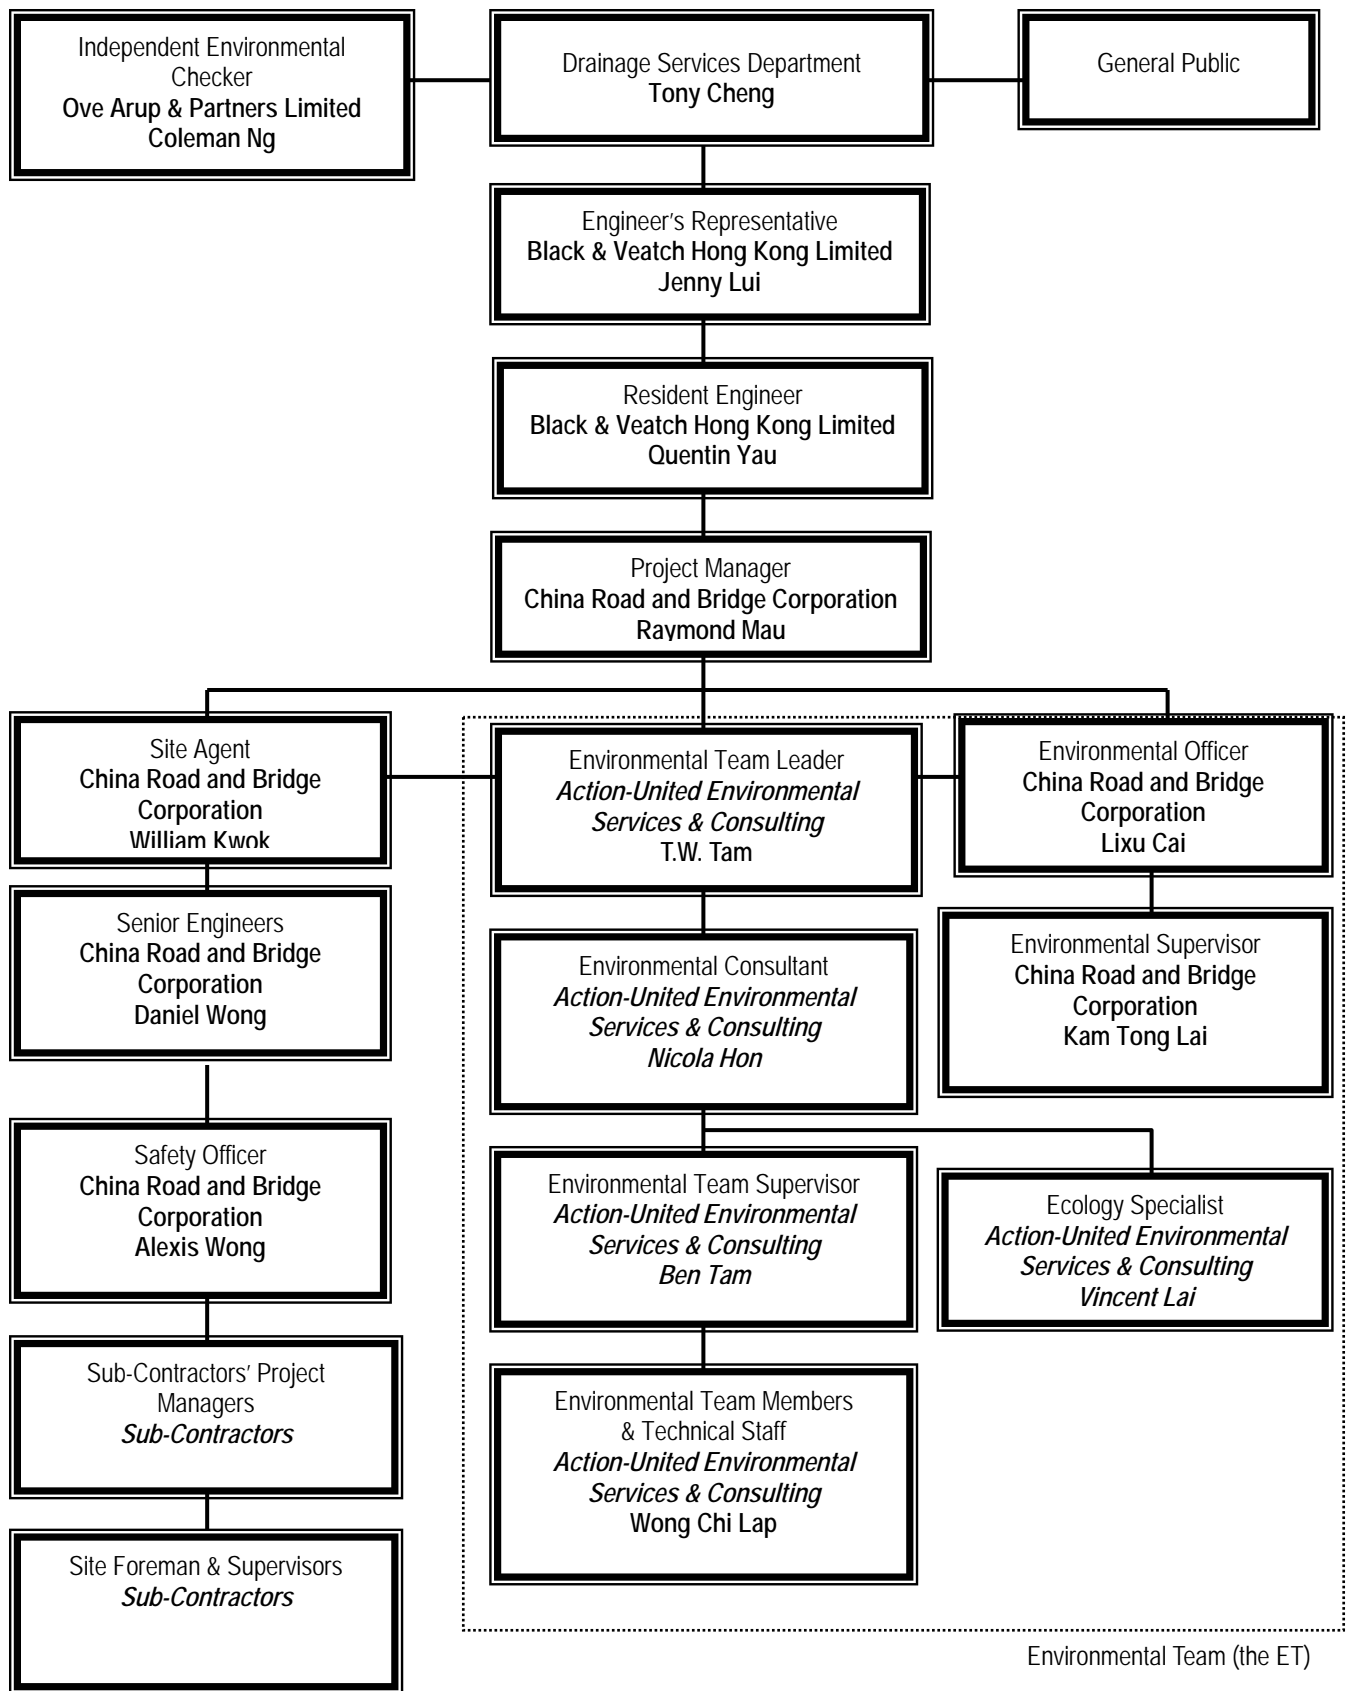 Independent Environmental
Checker
Ove Arup & Partners Limited
Coleman Ng
Drainage Services Department
Tony Cheng
General Public
Engineer's Representative
Black & Veatch Hong Kong Limited
Jenny Lui
Resident Engineer
Black & Veatch Hong Kong Limited
Quentin Yau
Project Manager
China Road and Bridge Corporation
Raymond Mau
Site Agent
China Road and Bridge
Corporation
William Kwok
Environmental Team Leader
Action-United Environmental
Services & Consulting
T.W. Tam
Environmental Officer
China Road and Bridge
Corporation
Lixu Cai
Senior Engineers
China Road and Bridge
Corporation
Daniel Wong
Environmental Consultant
Action-United Environmental
Services & Consulting
Nicola Hon
Environmental Supervisor
China Road and Bridge
Corporation
Kam Tong Lai
Safety Officer
China Road and Bridge
Corporation
Alexis Wong
Environmental Team Supervisor
Action-United Environmental
Services & Consulting
Ben Tam
Ecology Specialist
Action-United Environmental
Services & Consulting
Vincent Lai
Sub-Contractors' Project
Managers
Sub-Contractors
Environmental Team Members
& Technical Staff
Action-United Environmental
Services & Consulting
Wong Chi Lap
Site Foreman & Supervisors
Sub-Contractors
Environmental Team (the ET)